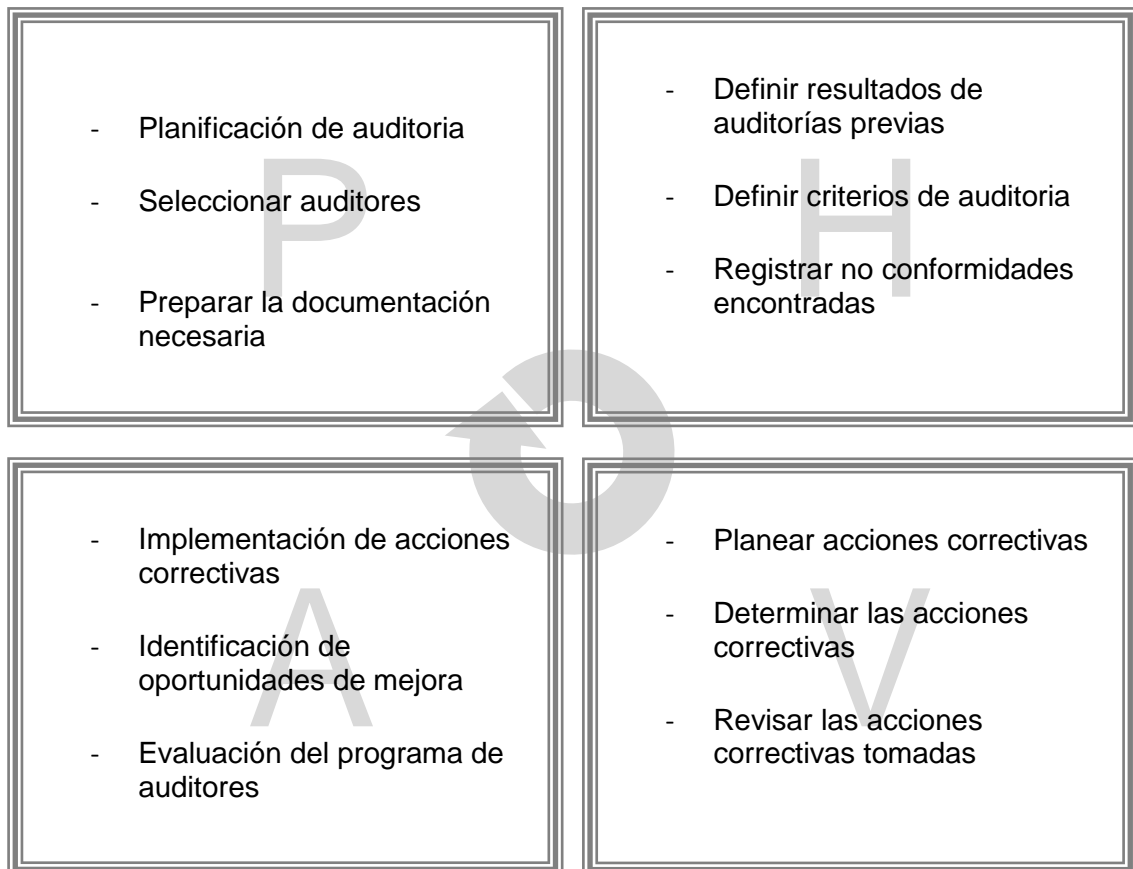 P
- Planificación de auditoria
- Seleccionar auditores
- Preparar la documentación
necesaria
H
- Definir resultados de
auditorías previas
- Definir criterios de auditoria
- Registrar no conformidades
encontradas
A
- Implementación de acciones
correctivas
- Identificación de
oportunidades de mejora
- Evaluación del programa de
auditores
V
- Planear acciones correctivas
- Determinar las acciones
correctivas
- Revisar las acciones
correctivas tomadas